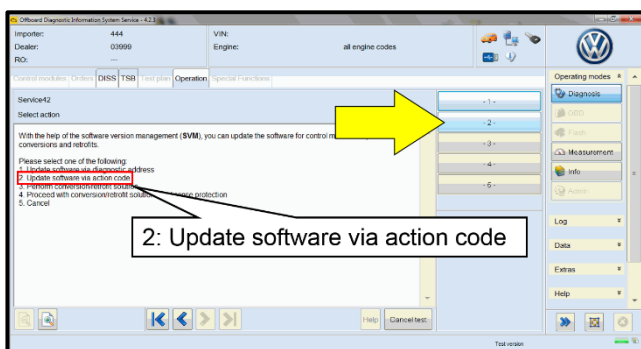 Offboard Diagnostic Information System Service - 4.2.3
Importer: 444 VIN:
Dealer: 03999 Engine: all engine codes
RO: ---
Control modules Orders DISS TSB Test plan Operation Special Functions
Operating modes
Service42
Diagnosis
Select action
- 1 -
OBD
With the help of the software version management (SVM), you can update the software for control
- 2 -
Flash
conversions and retrofits.
- 3 -
Measurement
Please select one of the following:
1. Update software via diagnostic address
- 4 -
Info
2. Update software via action code
3. Perform conversion/retrofit
- 5 -
4. Proceed with conversion/retrofit protection
5. Cancel
2: Update software via action code
Log
Data
Extras
Help
Help Cancel test
Test version